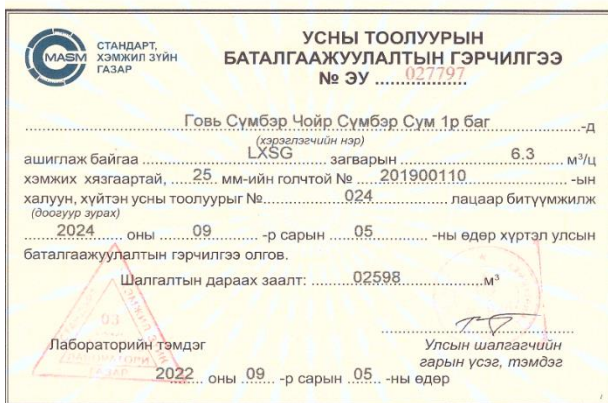 MASM
СТАНДАРТ,
ХЭМЖИЛ ЗҮЙН
ГАЗАР
УСНЫ ТООЛУУРЫН
БАТАЛГААЖУУЛАЛТЫН ГЭРЧИЛГЭЭ
№ ЭУ ...027797...
Говь Сүмбэр Чойр Сүмбэр Сум 1р баг -д
(хэрэглэгчийн нэр)
ашиглаж байгаа LXSG загварын 6.3 м³/ц
хэмжих хязгаартай, 25 мм-ийн голчтой № 201900110 -ын
халуун, хүйтэн усны тоолуурыг №... 024 лацаар битүүмжилж
(доогуур зурах)
2024 оны 09 -р сарын 05 -ны өдөр хүртэл улсын
баталгаажуулалтын гэрчилгээ олгов.
Шалгалтын дараах заалт: 02598 м³
Лабораторийн тэмдэг
Улсын шалгагчийн
гарын үсэг, тэмдэг
2022 оны 09 -р сарын 05 -ны өдөр
03